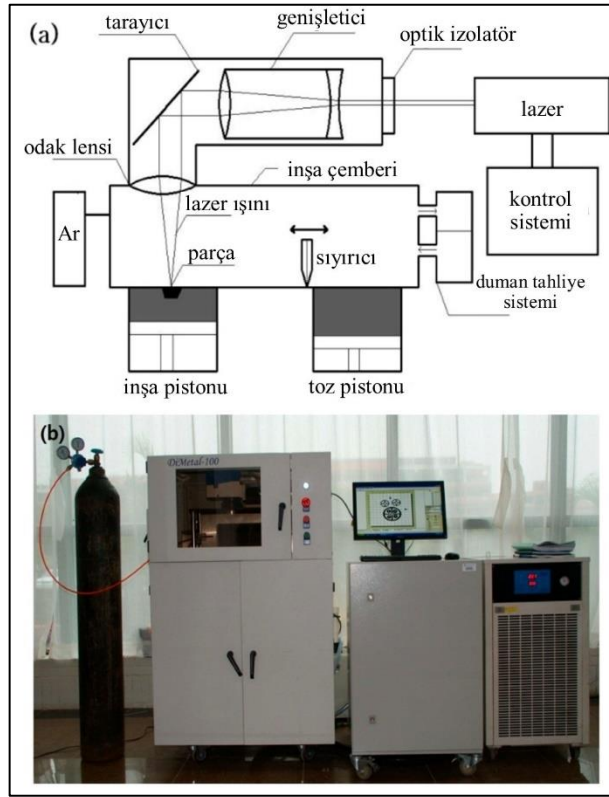 (a)
tarayıcı
genişletici
optik izolatör
lazer
odak lensi
inşa çemberi
kontrol
sistemi
Ar
lazer ışını
parça
sıyırıcı
duman tahliye
sistemi
inşa pistonu
toz pistonu
(b)
DiMetal-100